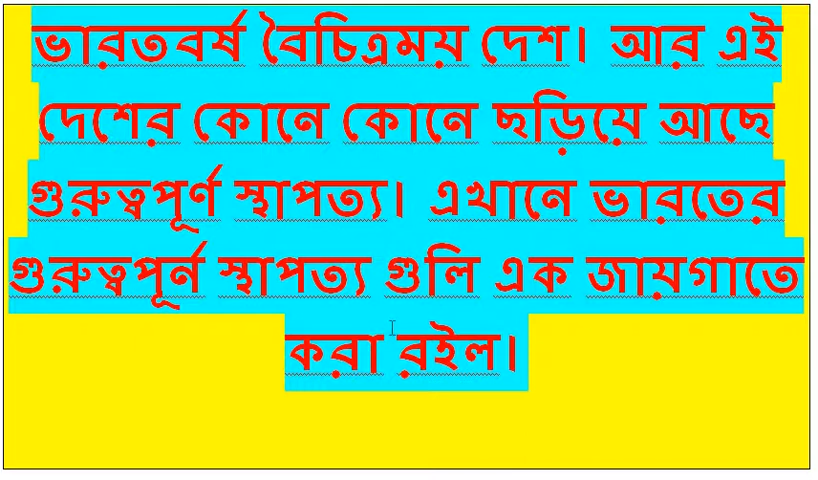 ভারতবর্ষ বৈচিত্রময় দেশ। আর এই
দেশের কোনে কোনে ছড়িয়ে আছে
গুরুত্বপূর্ণ স্থাপত্য। এখানে ভারতের
গুরুত্বপূর্ন স্থাপত্য গুলি এক জায়গাতে
করা রইল।